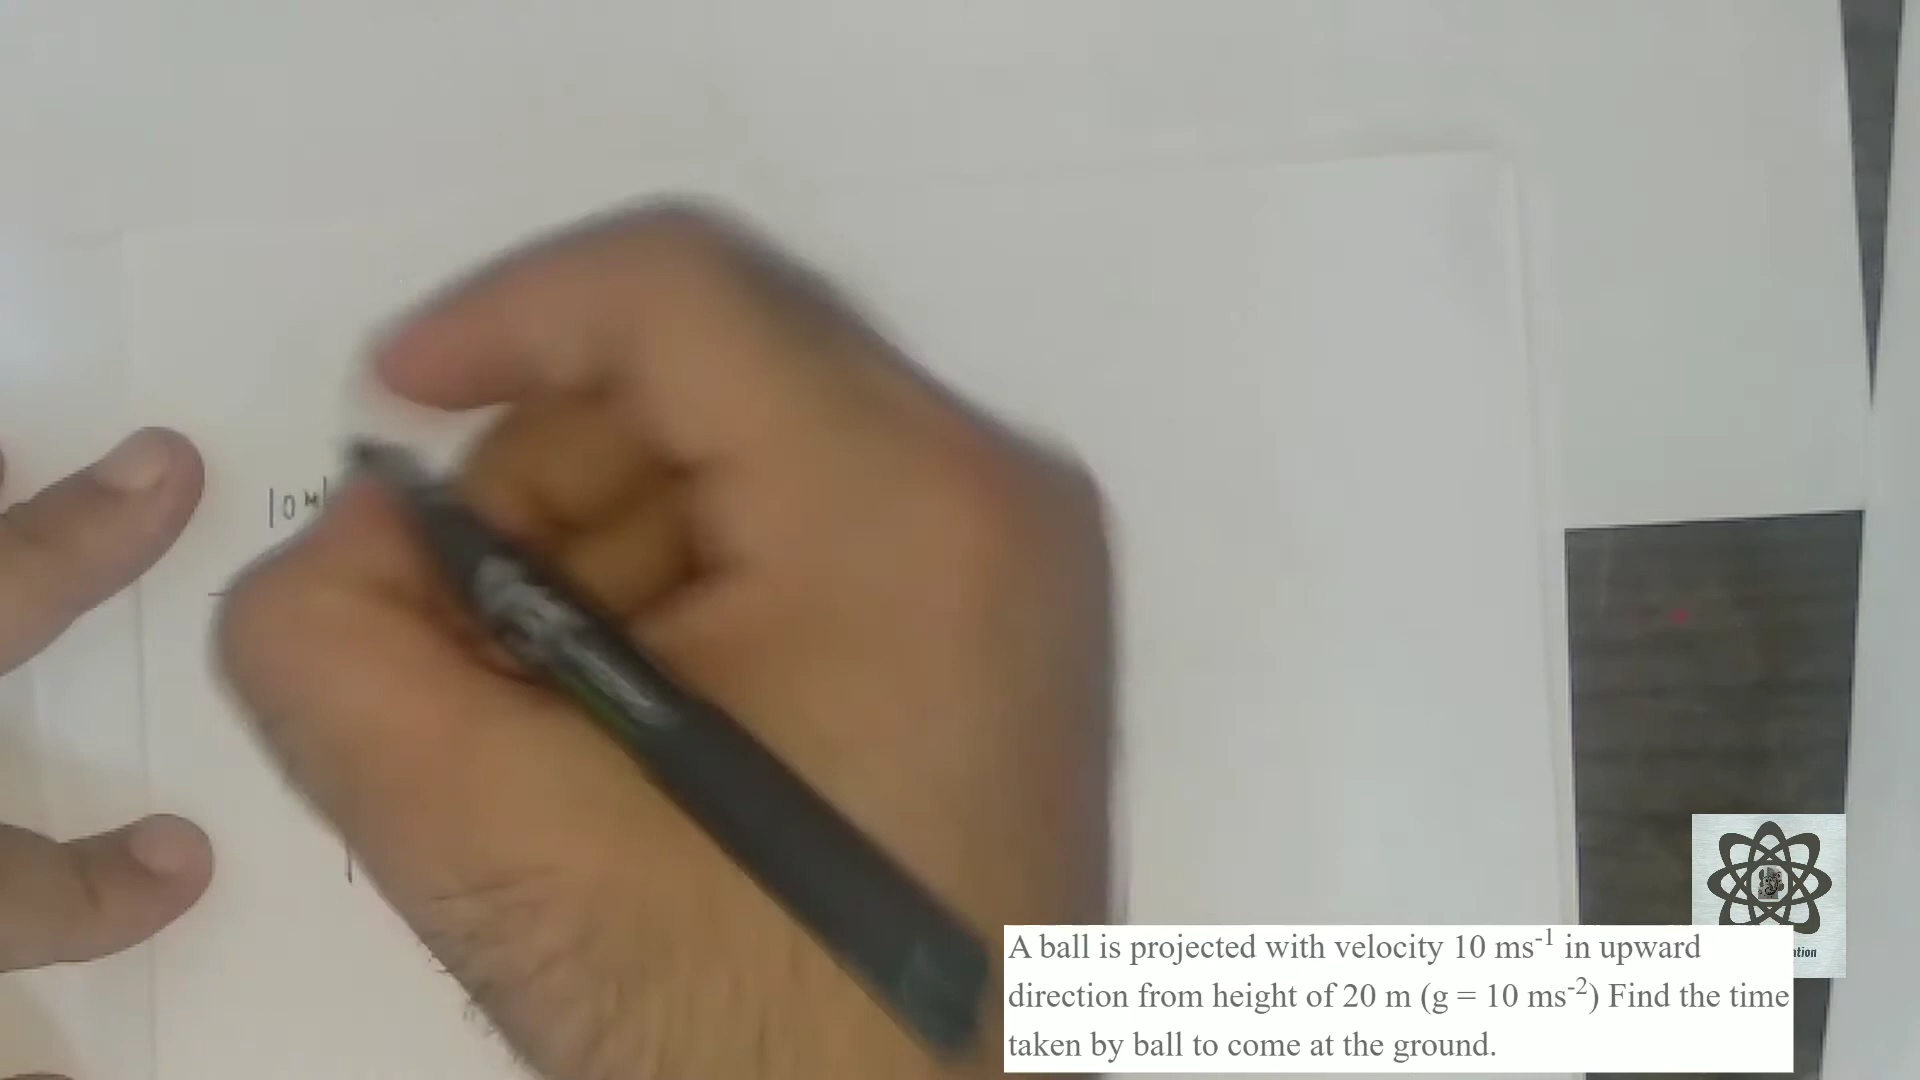 10 m/
A ball is projected with velocity 10 ms⁻¹ in upward
direction from height of 20 m (g = 10 ms⁻²) Find the time
taken by ball to come at the ground.